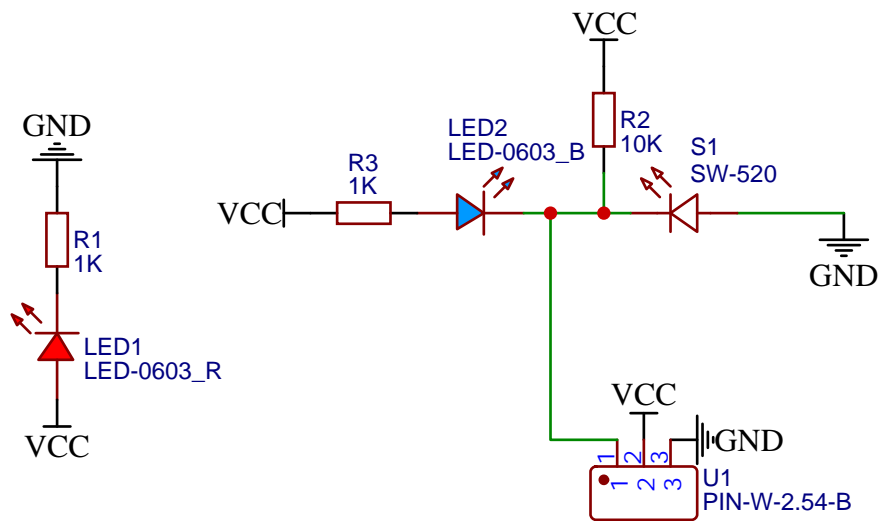 VCC
GND
R2
10K
LED2
LED-0603_B
S1
SW-520
R3
1K
VCC
R1
1K
GND
LED1
LED-0603_R
VCC
VCC
GND
1 2 3
1 2 3
U1
PIN-W-2.54-B